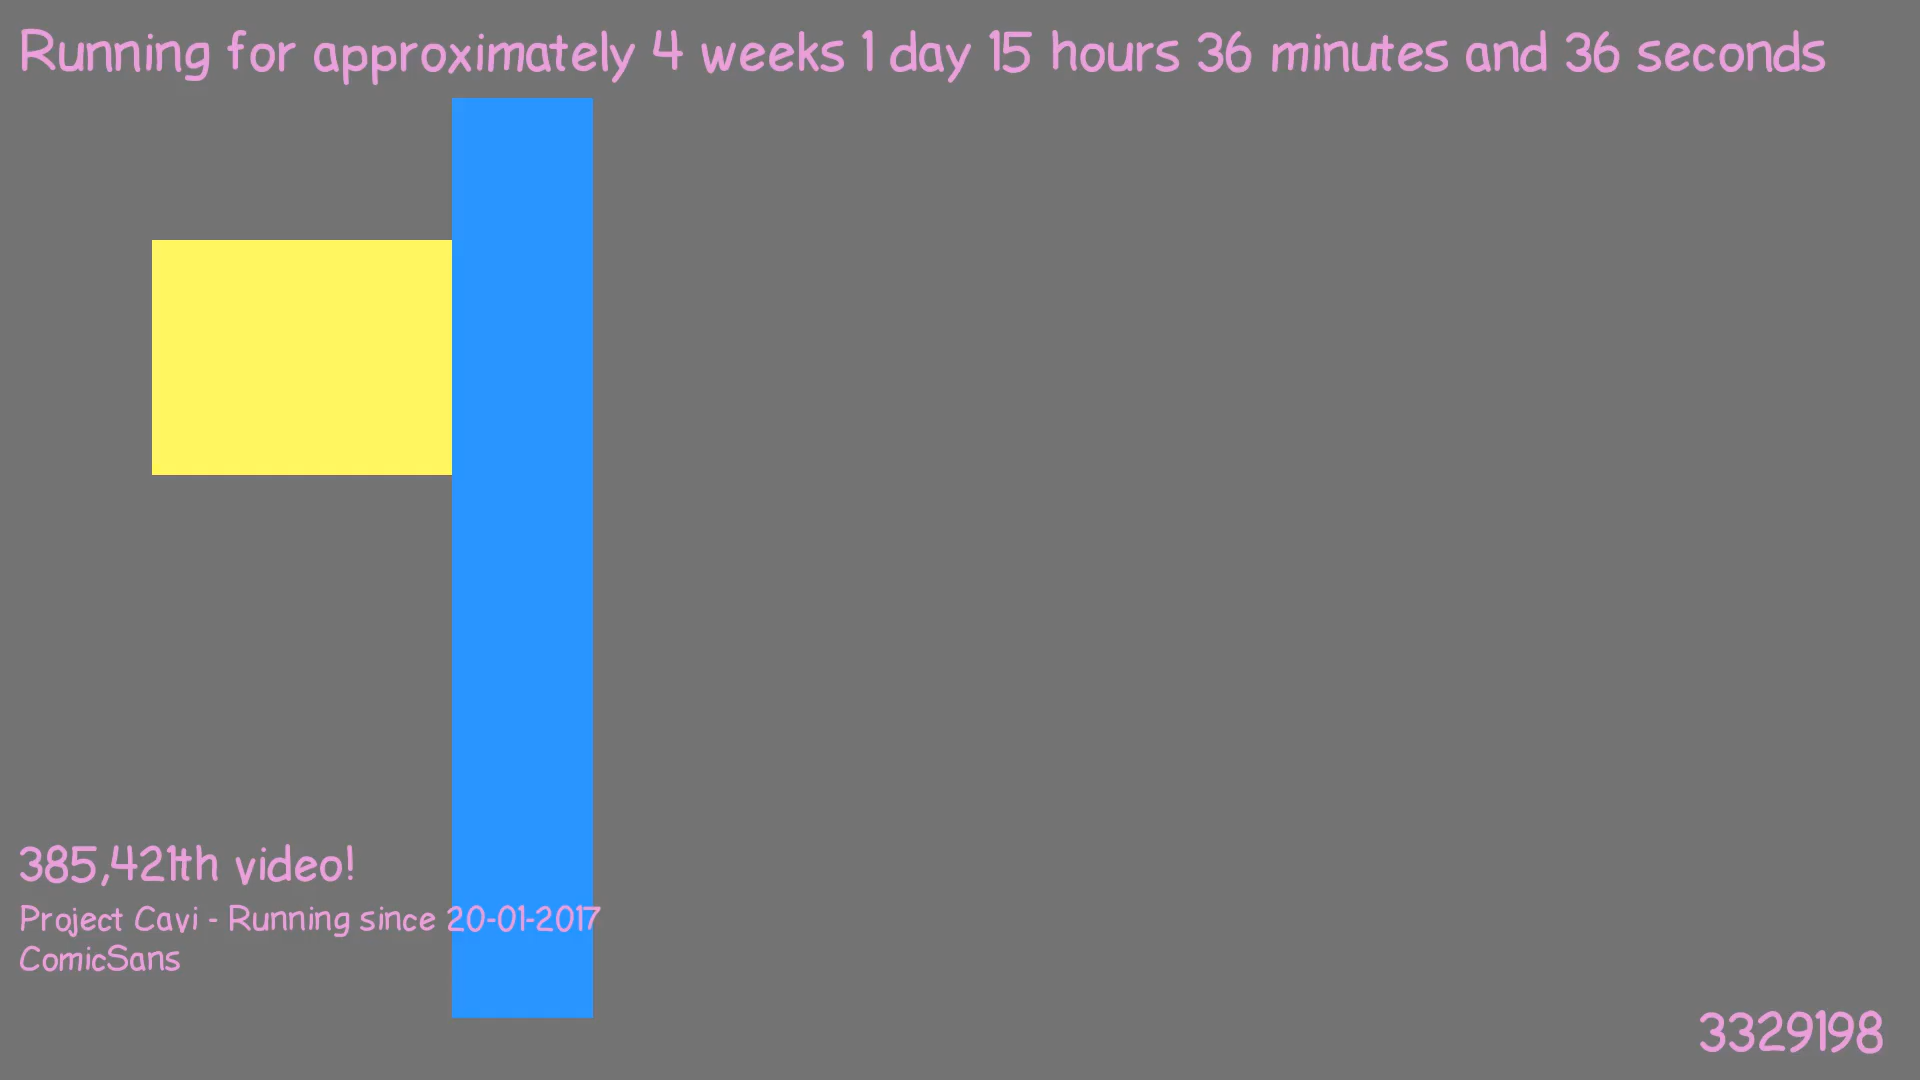 Running for approximately 4 weeks 1 day 15 hours 36 minutes and 36 seconds
385,421th video!
Project Cavi - Running since 20-01-2017
ComicSans
3329198